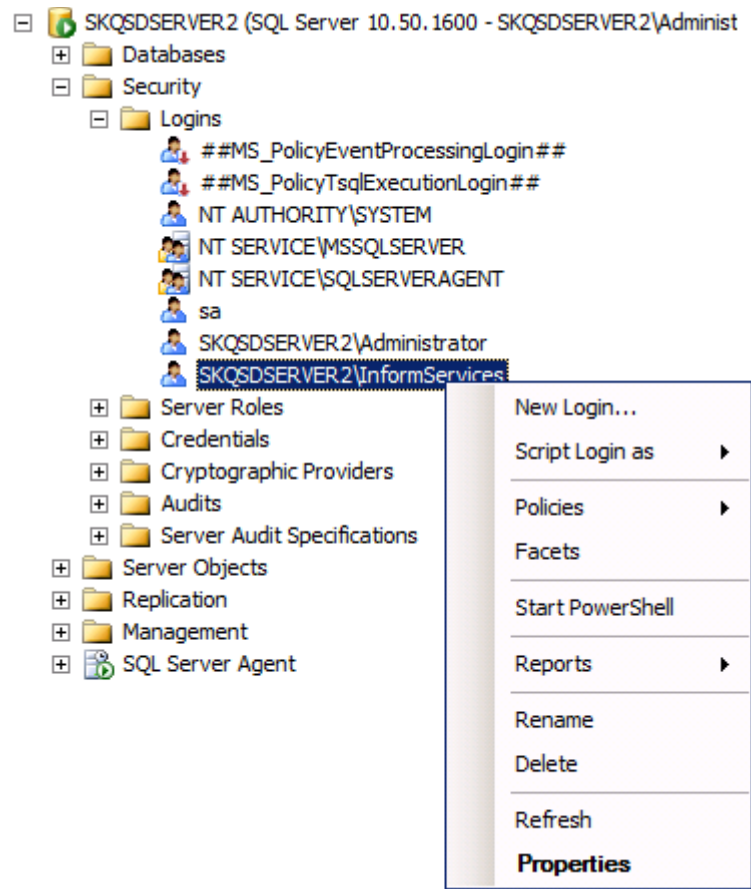 SKQSDSERVER2 (SQL Server 10.50.1600 - SKQSDSERVER2\Administ
Databases
Security
Logins
##MS_PolicyEventProcessingLogin##
##MS_PolicyTsqlExecutionLogin##
NT AUTHORITY\SYSTEM
NT SERVICE\MSSQLSERVER
NT SERVICE\SQLSERVERAGENT
sa
SKQSDSERVER2\Administrator
SKQSDSERVER2\InformServices
Server Roles
Credentials
Cryptographic Providers
Audits
Server Audit Specifications
Server Objects
Replication
Management
SQL Server Agent
New Login...
Script Login as
Policies
Facets
Start PowerShell
Reports
Rename
Delete
Refresh
Properties